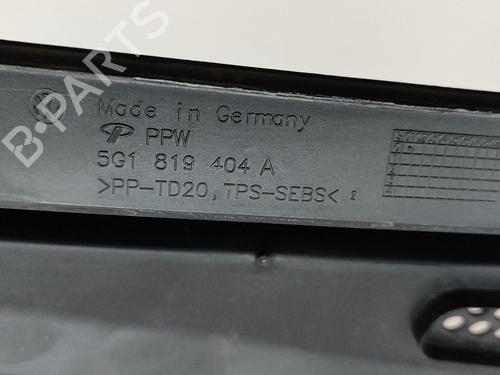 B-PARTS
Made in Germany
PPW
5G1 819 404 A
>PP-TD20, TPS-SEBS<